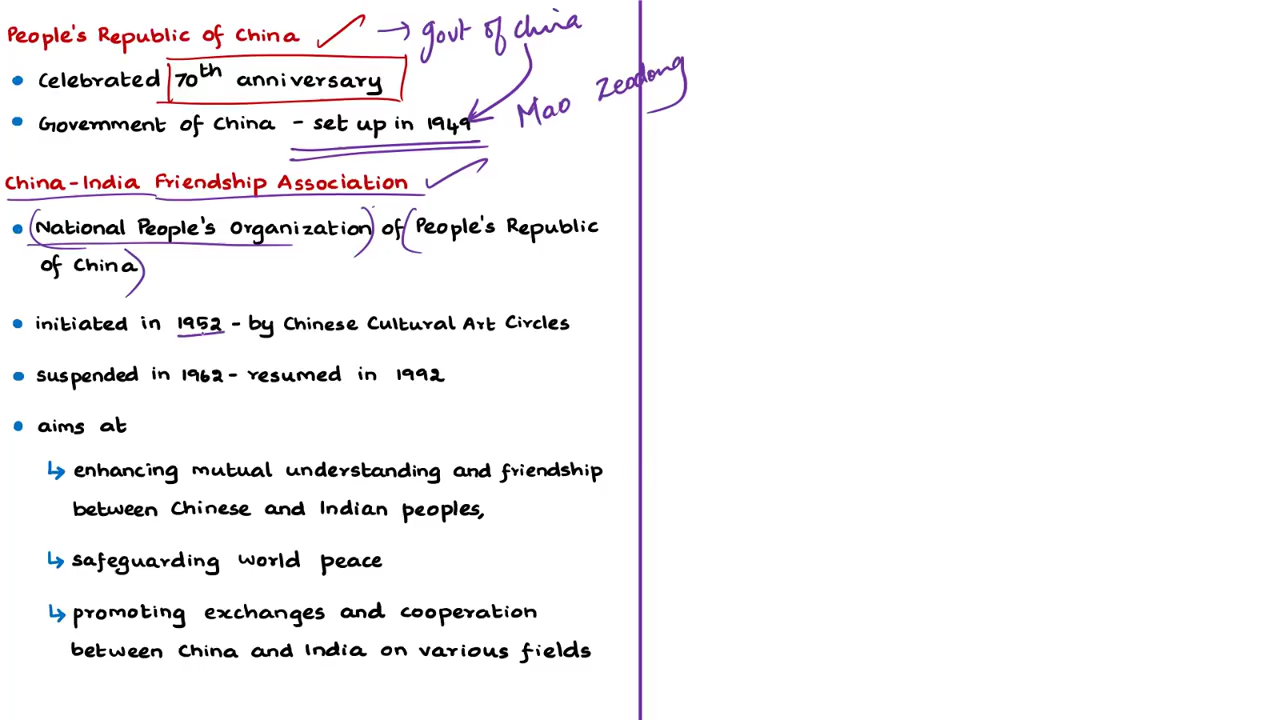 People's Republic of China → govt of china
• Celebrated 70th anniversary
• Government of China - set up in 1949
Mao Zeadong
China-India Friendship Association
• National People's Organization of People's Republic
of China
• initiated in 1952 - by Chinese Cultural Art Circles
• suspended in 1962 - resumed in 1992
• aims at
↳ enhancing mutual understanding and friendship
between Chinese and Indian peoples,
↳ safeguarding world peace
↳ promoting exchanges and cooperation
between China and India on various fields